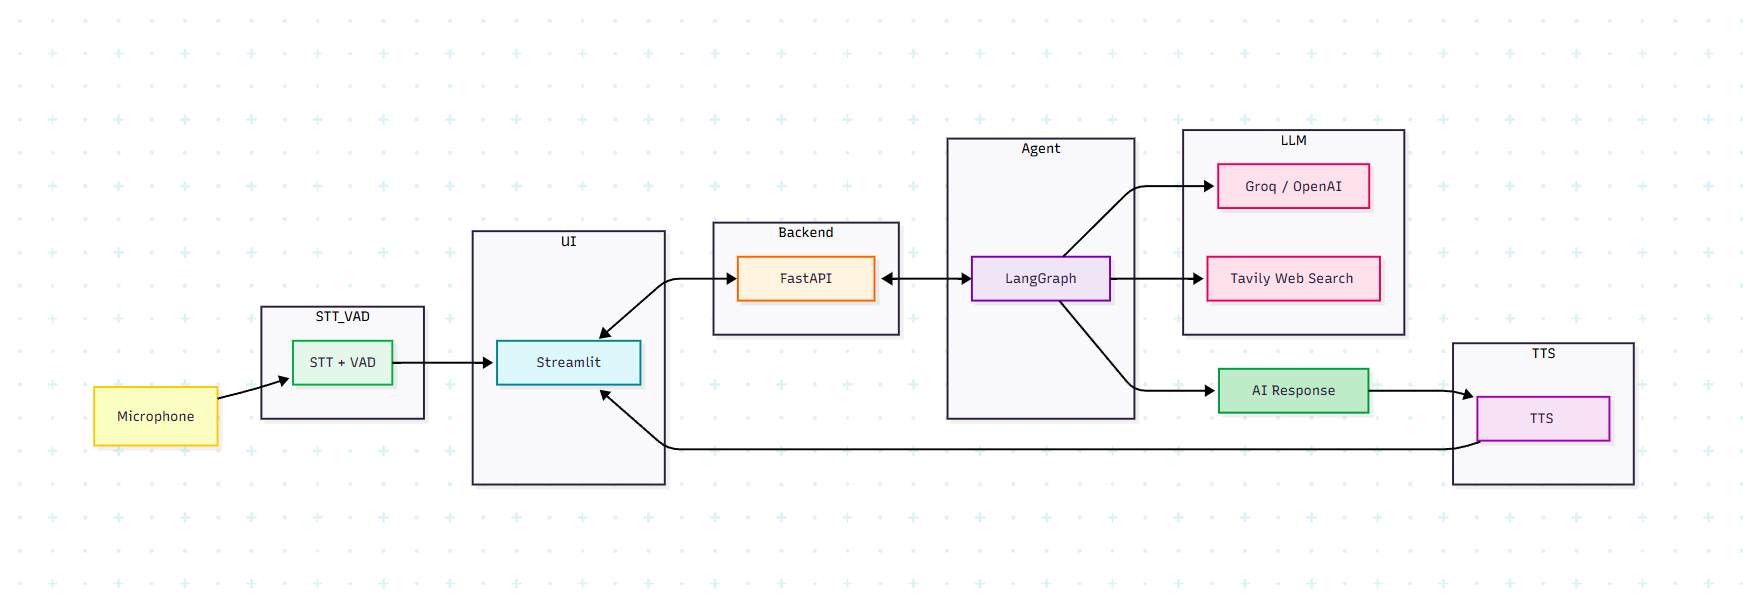 Microphone
STT_VAD
STT + VAD
UI
Streamlit
Backend
FastAPI
Agent
LangGraph
LLM
Groq / OpenAI
Tavily Web Search
AI Response
TTS
TTS